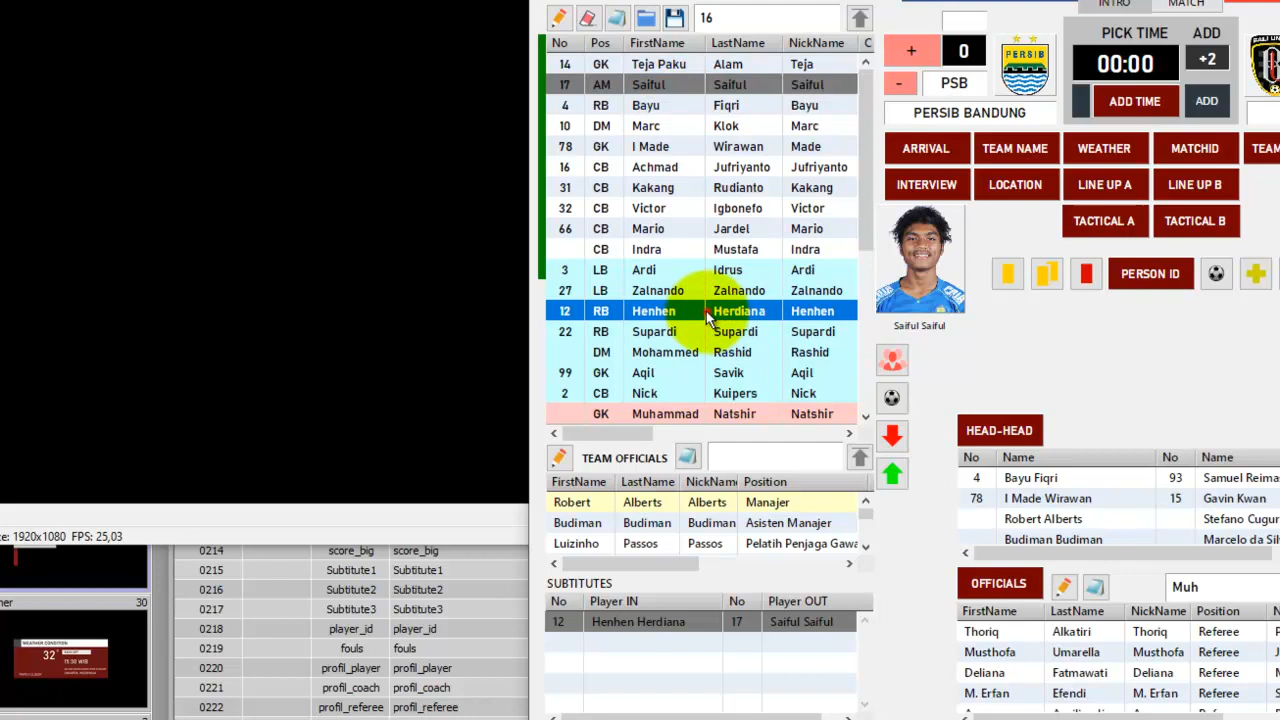 INTRO MATCH
16
No Pos FirstName LastName NickName C
14 GK Teja Paku Alam Teja
17 AM Saiful Saiful Saiful
4 RB Bayu Fiqri Bayu
10 DM Marc Klok Marc
78 GK I Made Wirawan Made
16 CB Achmad Jufriyanto Jufriyanto
31 CB Kakang Rudianto Kakang
32 CB Victor Igbonefo Victor
66 CB Mario Jardel Mario
CB Indra Mustafa Indra
3 LB Ardi Idrus Ardi
27 LB Zalnando Zalnando Zalnando
12 RB Henhen Herdiana Henhen
22 RB Supardi Supardi Supardi
DM Mohammed Rashid Rashid
99 GK Aqil Savik Aqil
2 CB Nick Kuipers Nick
GK Muhammad Natshir Natshir
TEAM OFFICIALS
FirstName LastName NickName Position
Robert Alberts Alberts Manajer
Budiman Budiman Budiman Asisten Manajer
Luizinho Passos Passos Pelatih Penjaga Gawa
SUBTITUTES
No Player IN No Player OUT
12 Henhen Herdiana 17 Saiful Saiful
+ 0 PERSIB
- PSB
PERSIB BANDUNG
PICK TIME ADD
00:00 +2
ADD TIME ADD
ARRIVAL TEAM NAME WEATHER MATCHID TEAM
INTERVIEW LOCATION LINE UP A LINE UP B
TACTICAL A TACTICAL B
PERSON ID
Saiful Saiful
HEAD-HEAD
No Name No Name
4 Bayu Fiqri 93 Samuel Reima
78 I Made Wirawan 15 Gavin Kwan
Robert Alberts Stefano Cugur
Budiman Budiman Marcelo da Sil
OFFICIALS Muh
FirstName LastName NickName Position
Thoriq Alkatiri Thoriq Referee
Musthofa Umarella Musthofa Referee
Deliana Fatmawati Deliana Referee
M. Erfan Efendi M. Erfan Referee
e: 1920x1080 FPS: 25,03
0214 score_big score_big
0215 Subtitute1 Subtitute1
0216 Subtitute2 Subtitute2
0217 Subtitute3 Subtitute3
0218 player_id player_id
0219 fouls fouls
0220 profil_player profil_player
0221 profil_coach profil_coach
0222 profil_referee profil_referee
ner 30
WEATHER CONDITION
32°
15:30 WIB